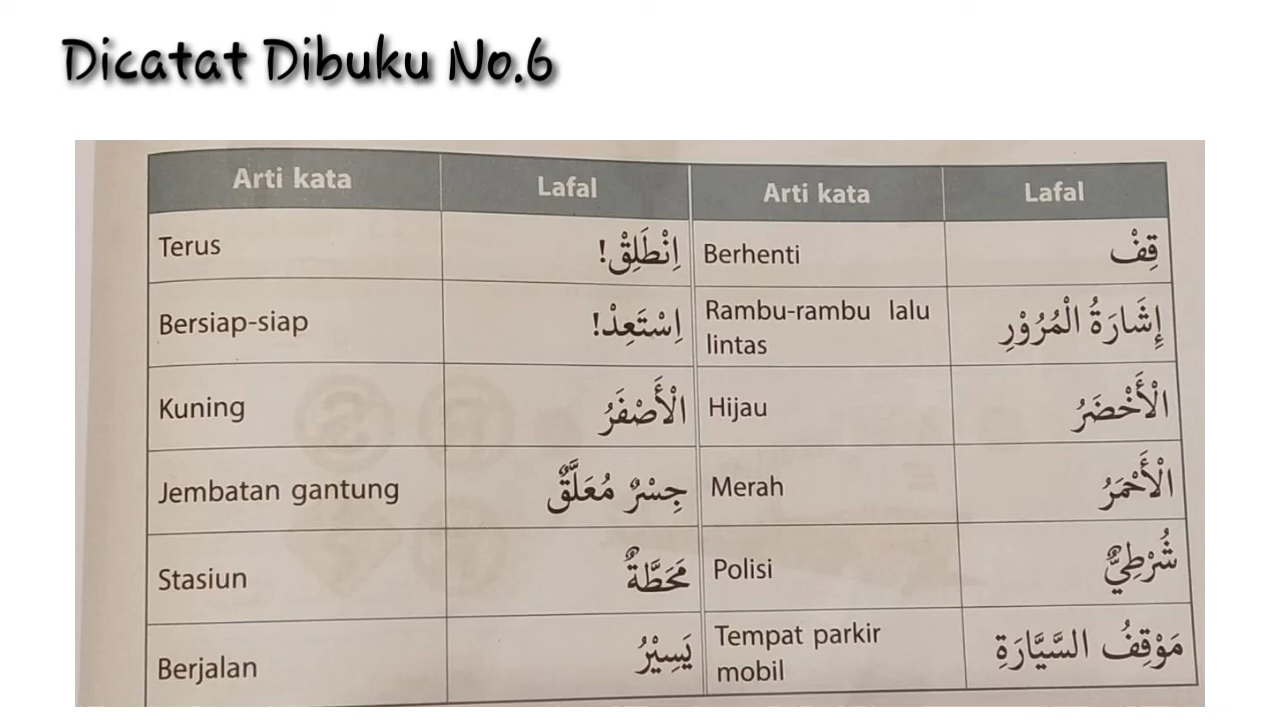 Dicatat Dibuku No.6
Arti kata Lafal Arti kata Lafal
Terus اِنْطَلِقْ! Berhenti قِفْ
Bersiap-siap اِسْتَعِدْ! Rambu-rambu lalu lintas إِشَارَةُ الْمُرُوْرِ
Kuning الْأَصْفَرُ Hijau الْأَخْضَرُ
Jembatan gantung جِسْرٌ مُعَلَّقٌ Merah الْأَحْمَرُ
Stasiun مَحَطَّةٌ Polisi شُرْطِيٌّ
Berjalan يَسِيْرُ Tempat parkir mobil مَوْقِفُ السَّيَّارَةِ